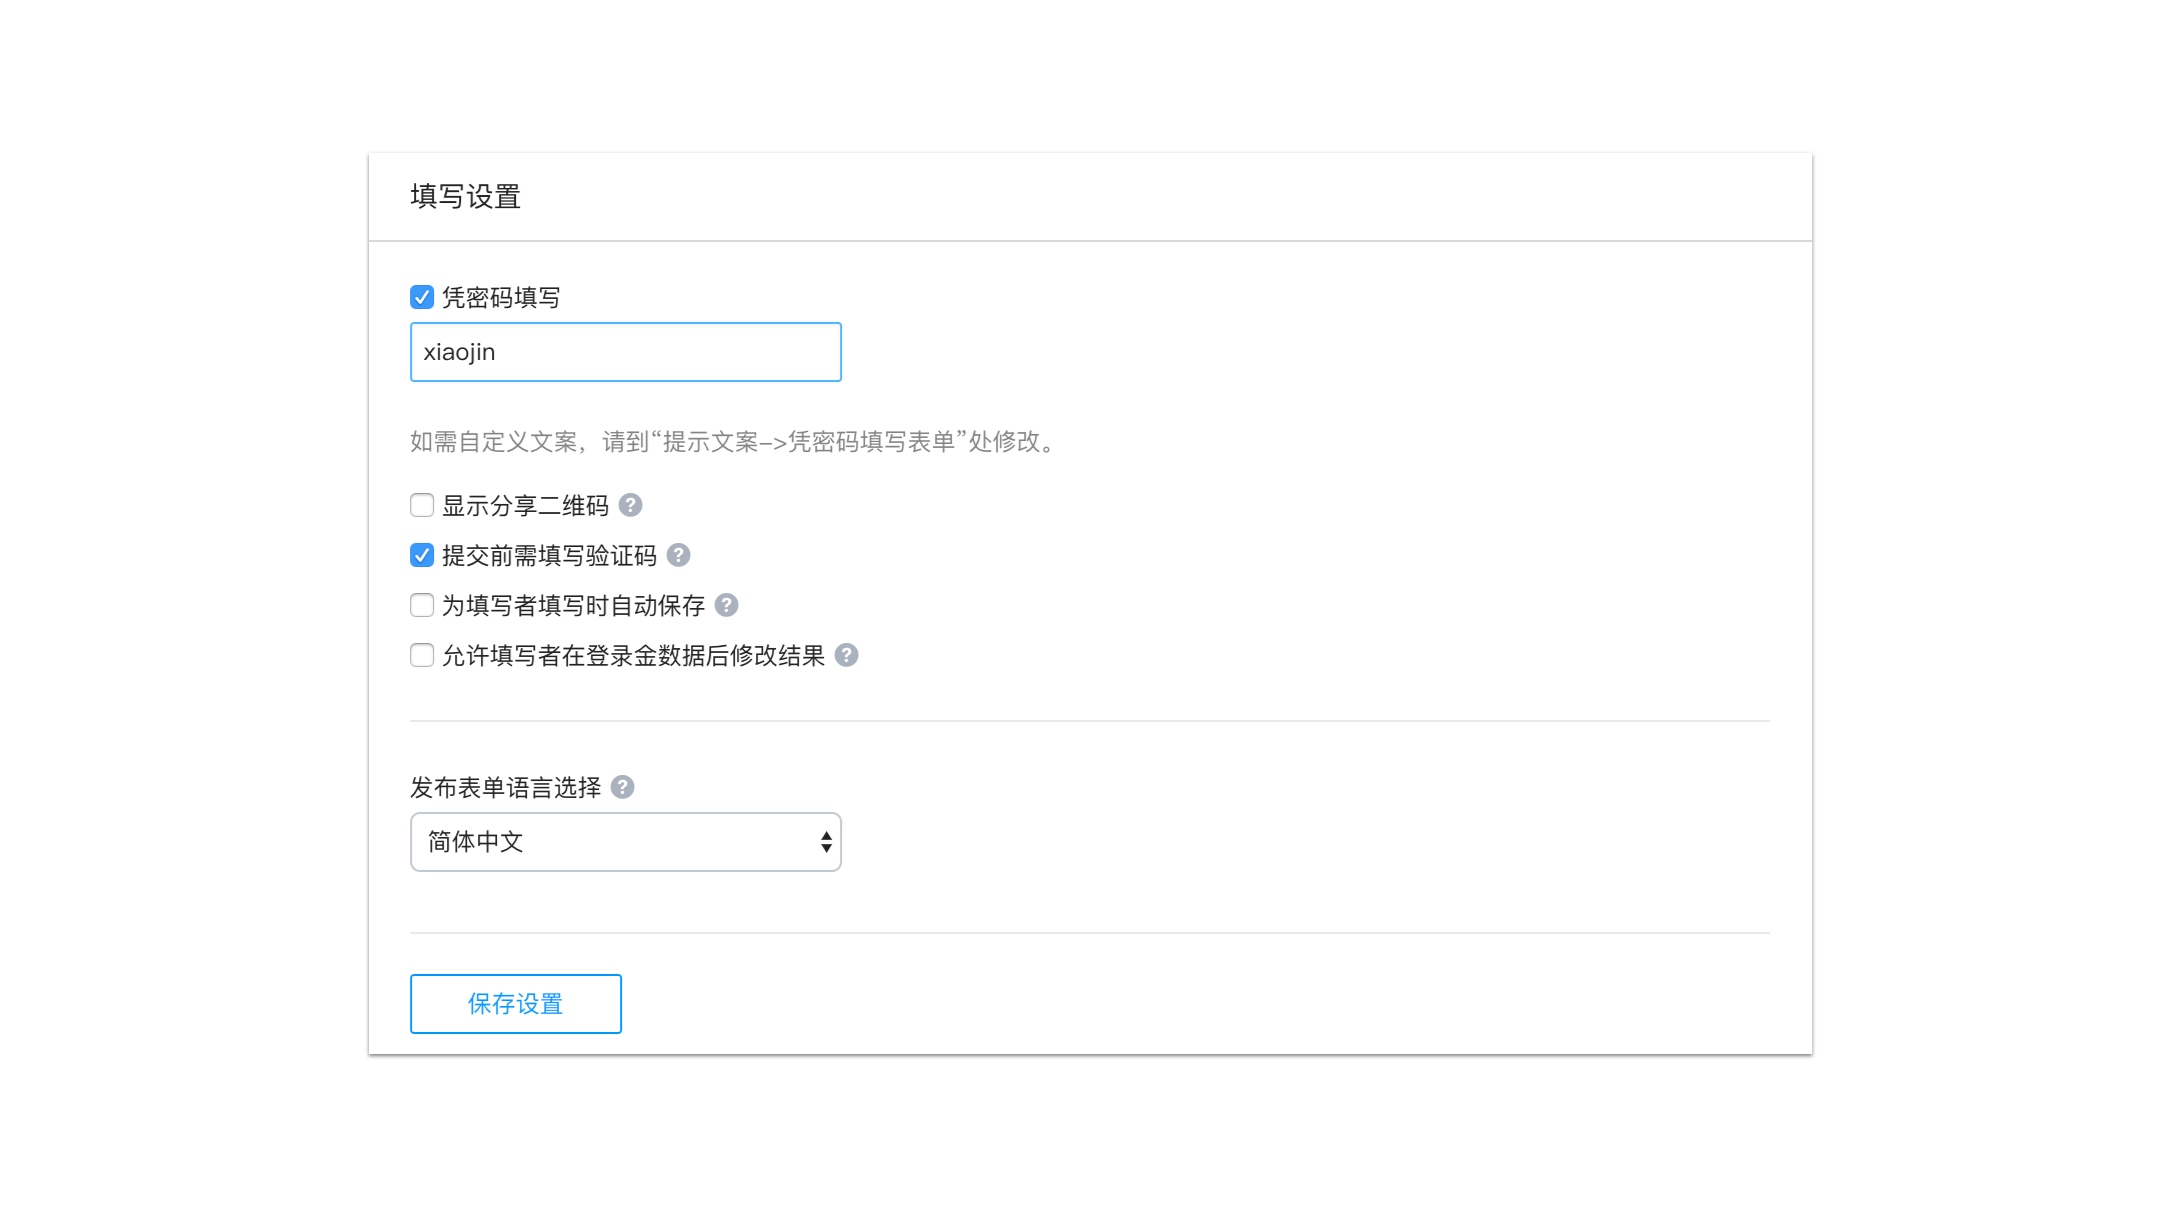 填写设置
凭密码填写
xiaojin
如需自定义文案，请到“提示文案->凭密码填写表单”处修改。
显示分享二维码 ?
提交前需填写验证码 ?
为填写者填写时自动保存 ?
允许填写者在登录金数据后修改结果 ?
发布表单语言选择 ?
简体中文
保存设置